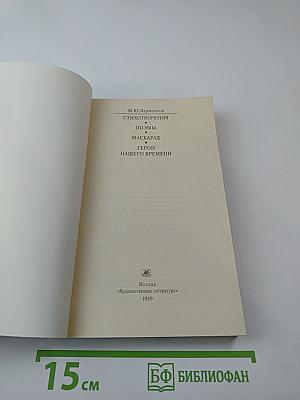 М.Ю.Лермонтов
СТИХОТВОРЕНИЯ
•
ПОЭМЫ
•
МАСКАРАД
•
ГЕРОЙ
НАШЕГО ВРЕМЕНИ
Москва
«Художественная литература»
1989
15 см
БФ БИБЛИОФАН